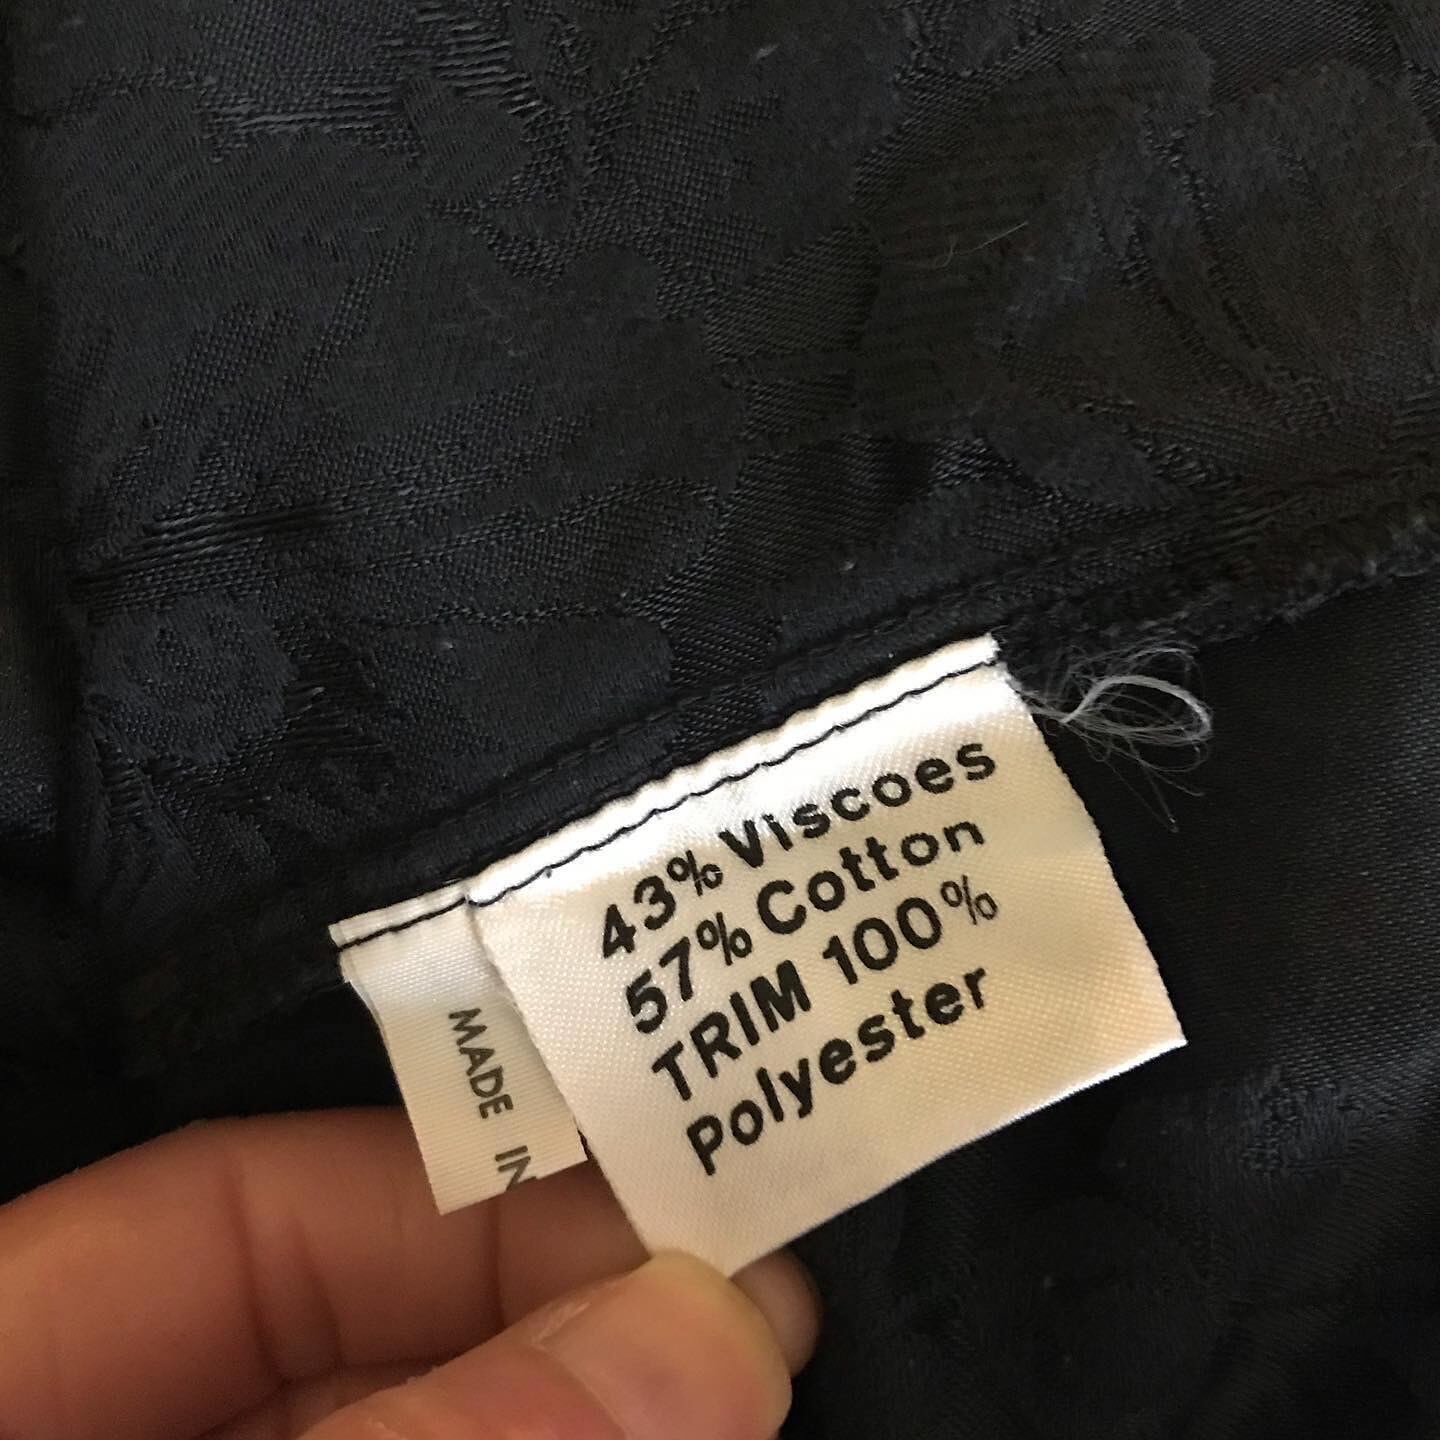 43% Viscoes
57% Cotton
TRIM 100%
Polyester
MADE IN